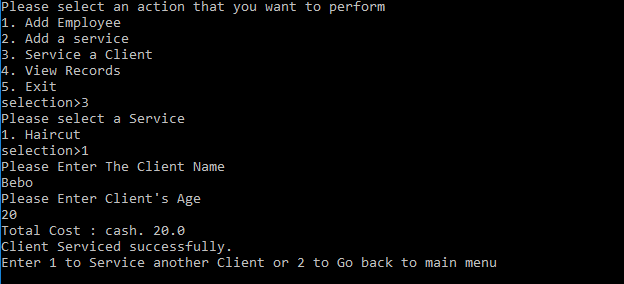 Please select an action that you want to perform
1. Add Employee
2. Add a service
3. Service a Client
4. View Records
5. Exit
selection>3
Please select a Service
1. Haircut
selection>1
Please Enter The Client Name
Bebo
Please Enter Client's Age
20
Total Cost : cash. 20.0
Client Serviced successfully.
Enter 1 to Service another Client or 2 to Go back to main menu